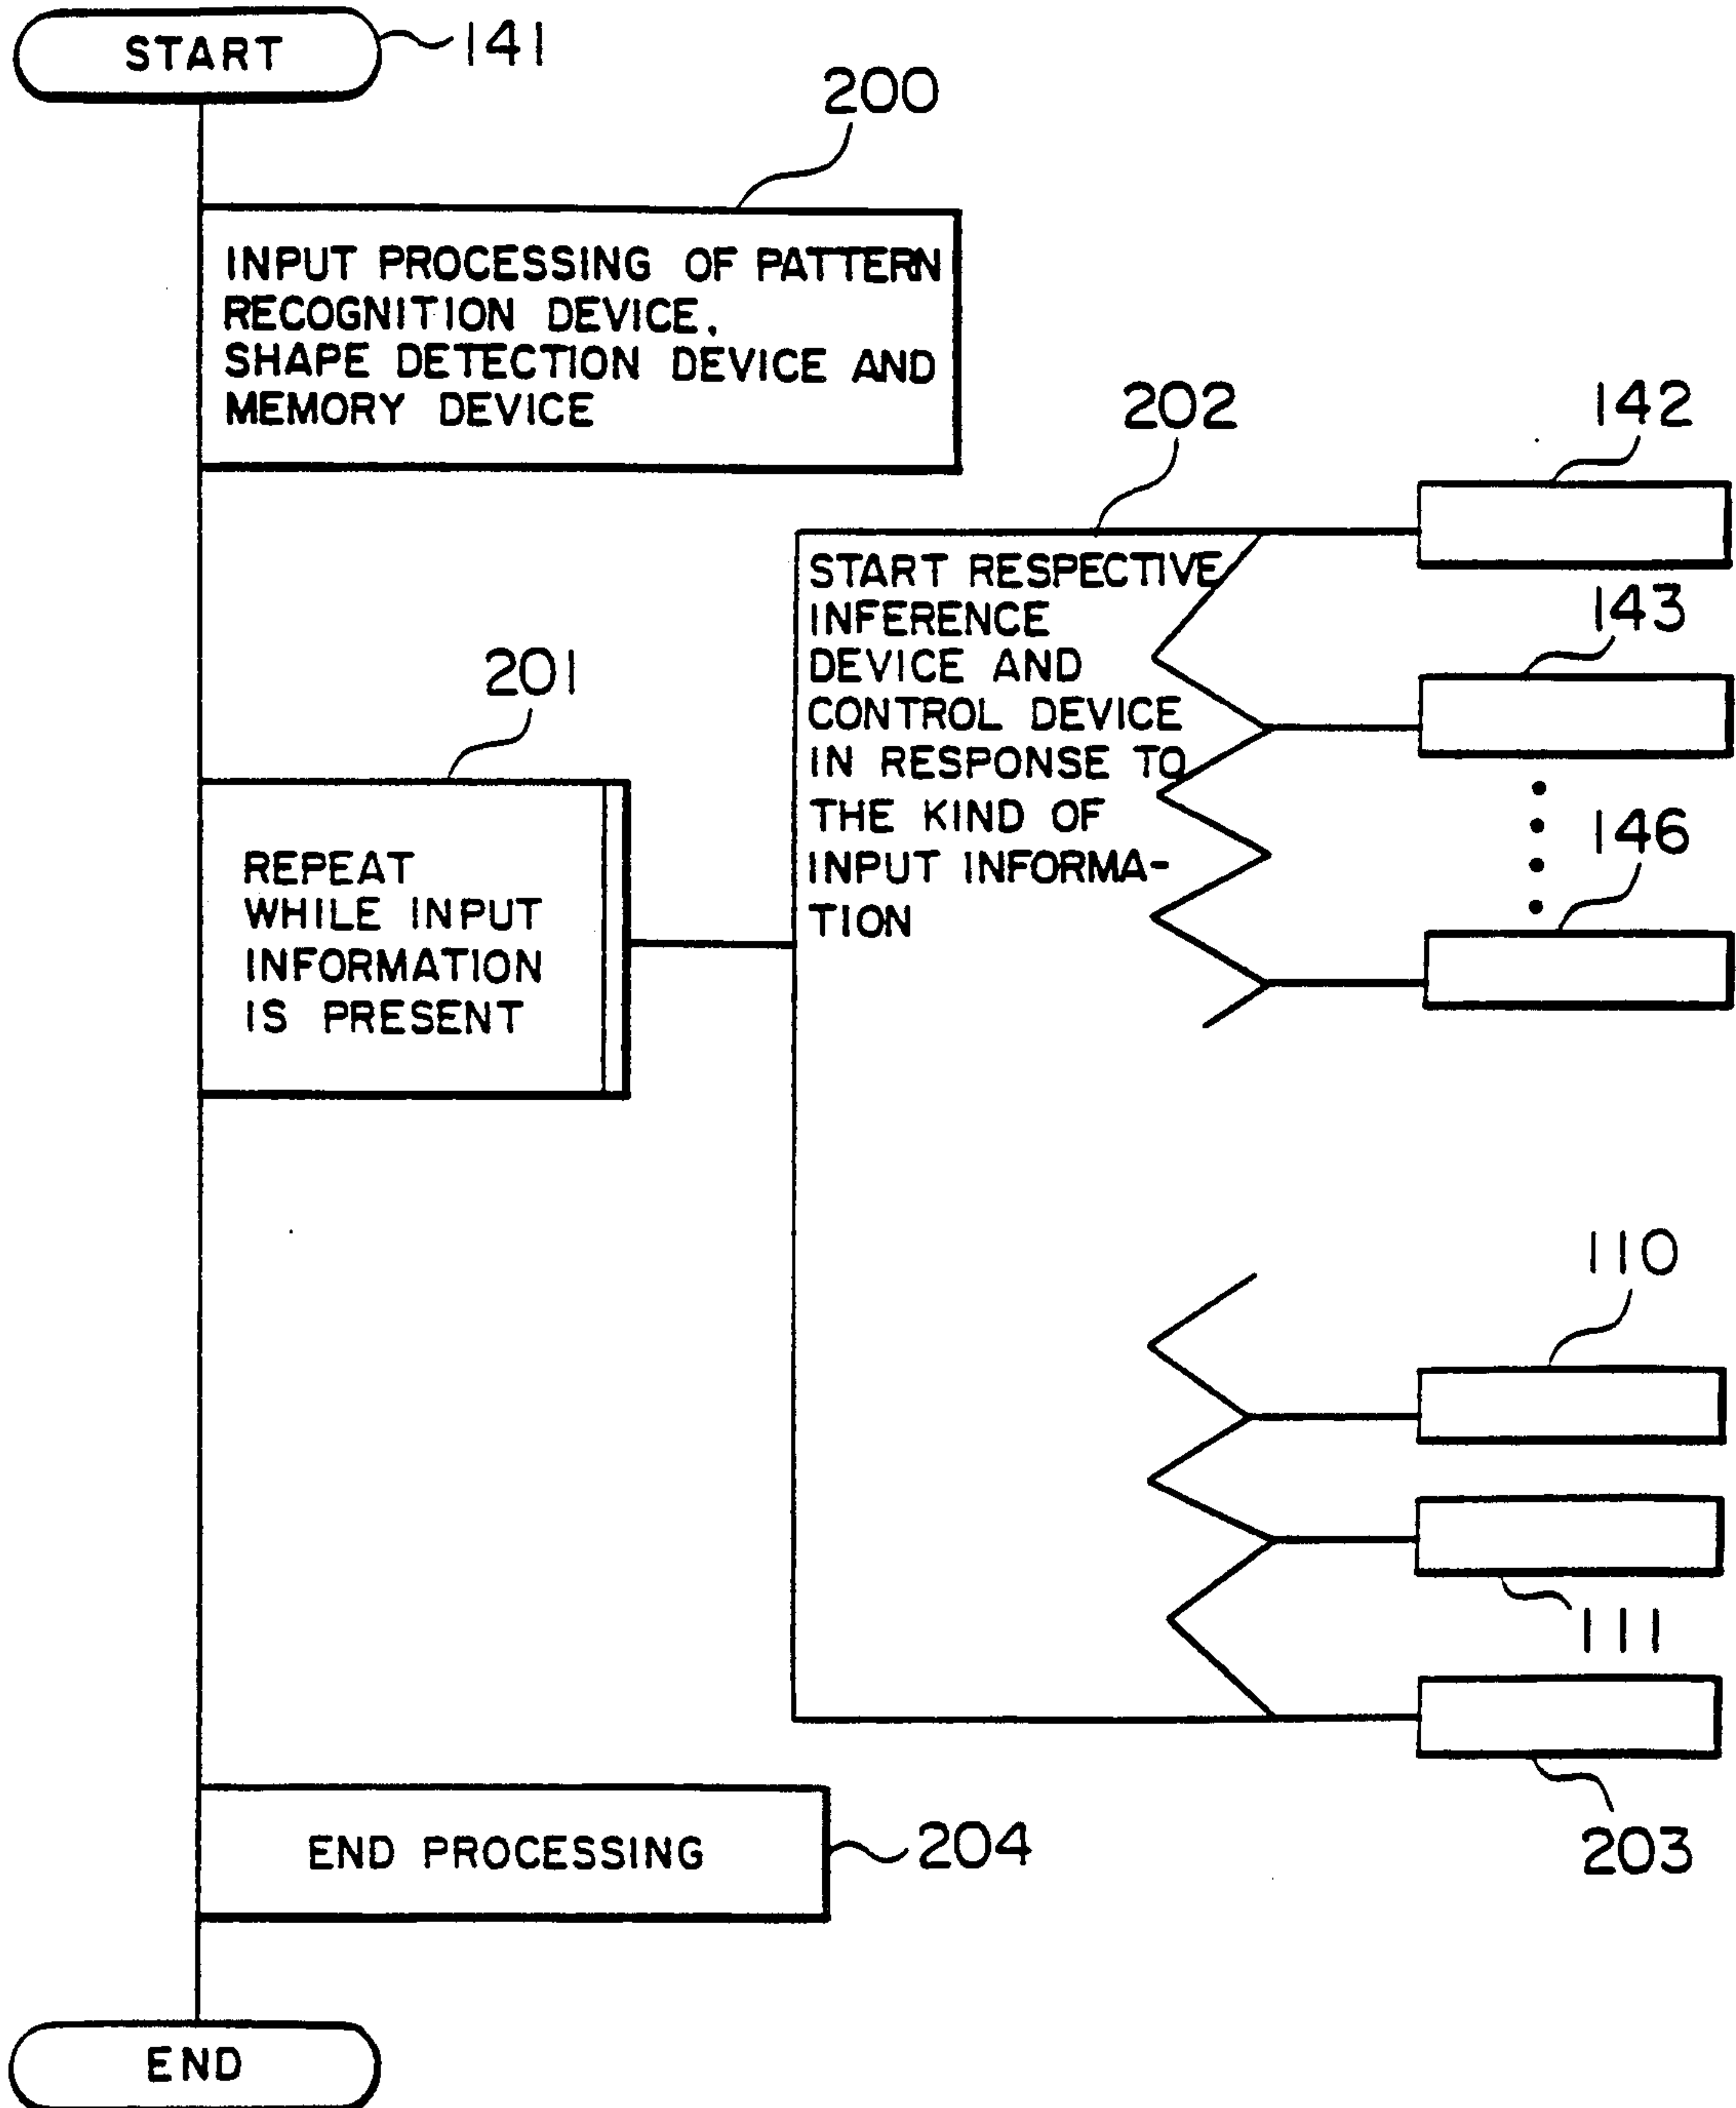 START
141
200
INPUT PROCESSING OF PATTERN
RECOGNITION DEVICE,
SHAPE DETECTION DEVICE AND
MEMORY DEVICE
202
142
START RESPECTIVE
INFERENCE
DEVICE AND
CONTROL DEVICE
IN RESPONSE TO
THE KIND OF
INPUT INFORMA-
TION
143
201
146
REPEAT
WHILE INPUT
INFORMATION
IS PRESENT
110
111
203
END PROCESSING
204
END